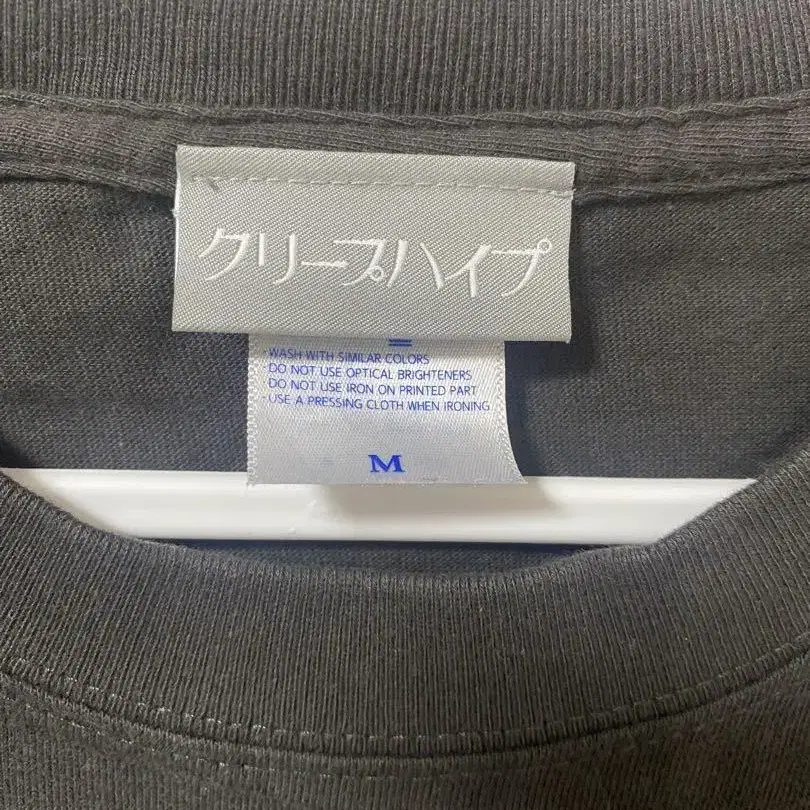 クリープハイプ
·WASH WITH SIMILAR COLORS
DO NOT USE OPTICAL BRIGHTENERS
DO NOT USE IRON ON PRINTED PART
·USE A PRESSING CLOTH WHEN IRONING
M